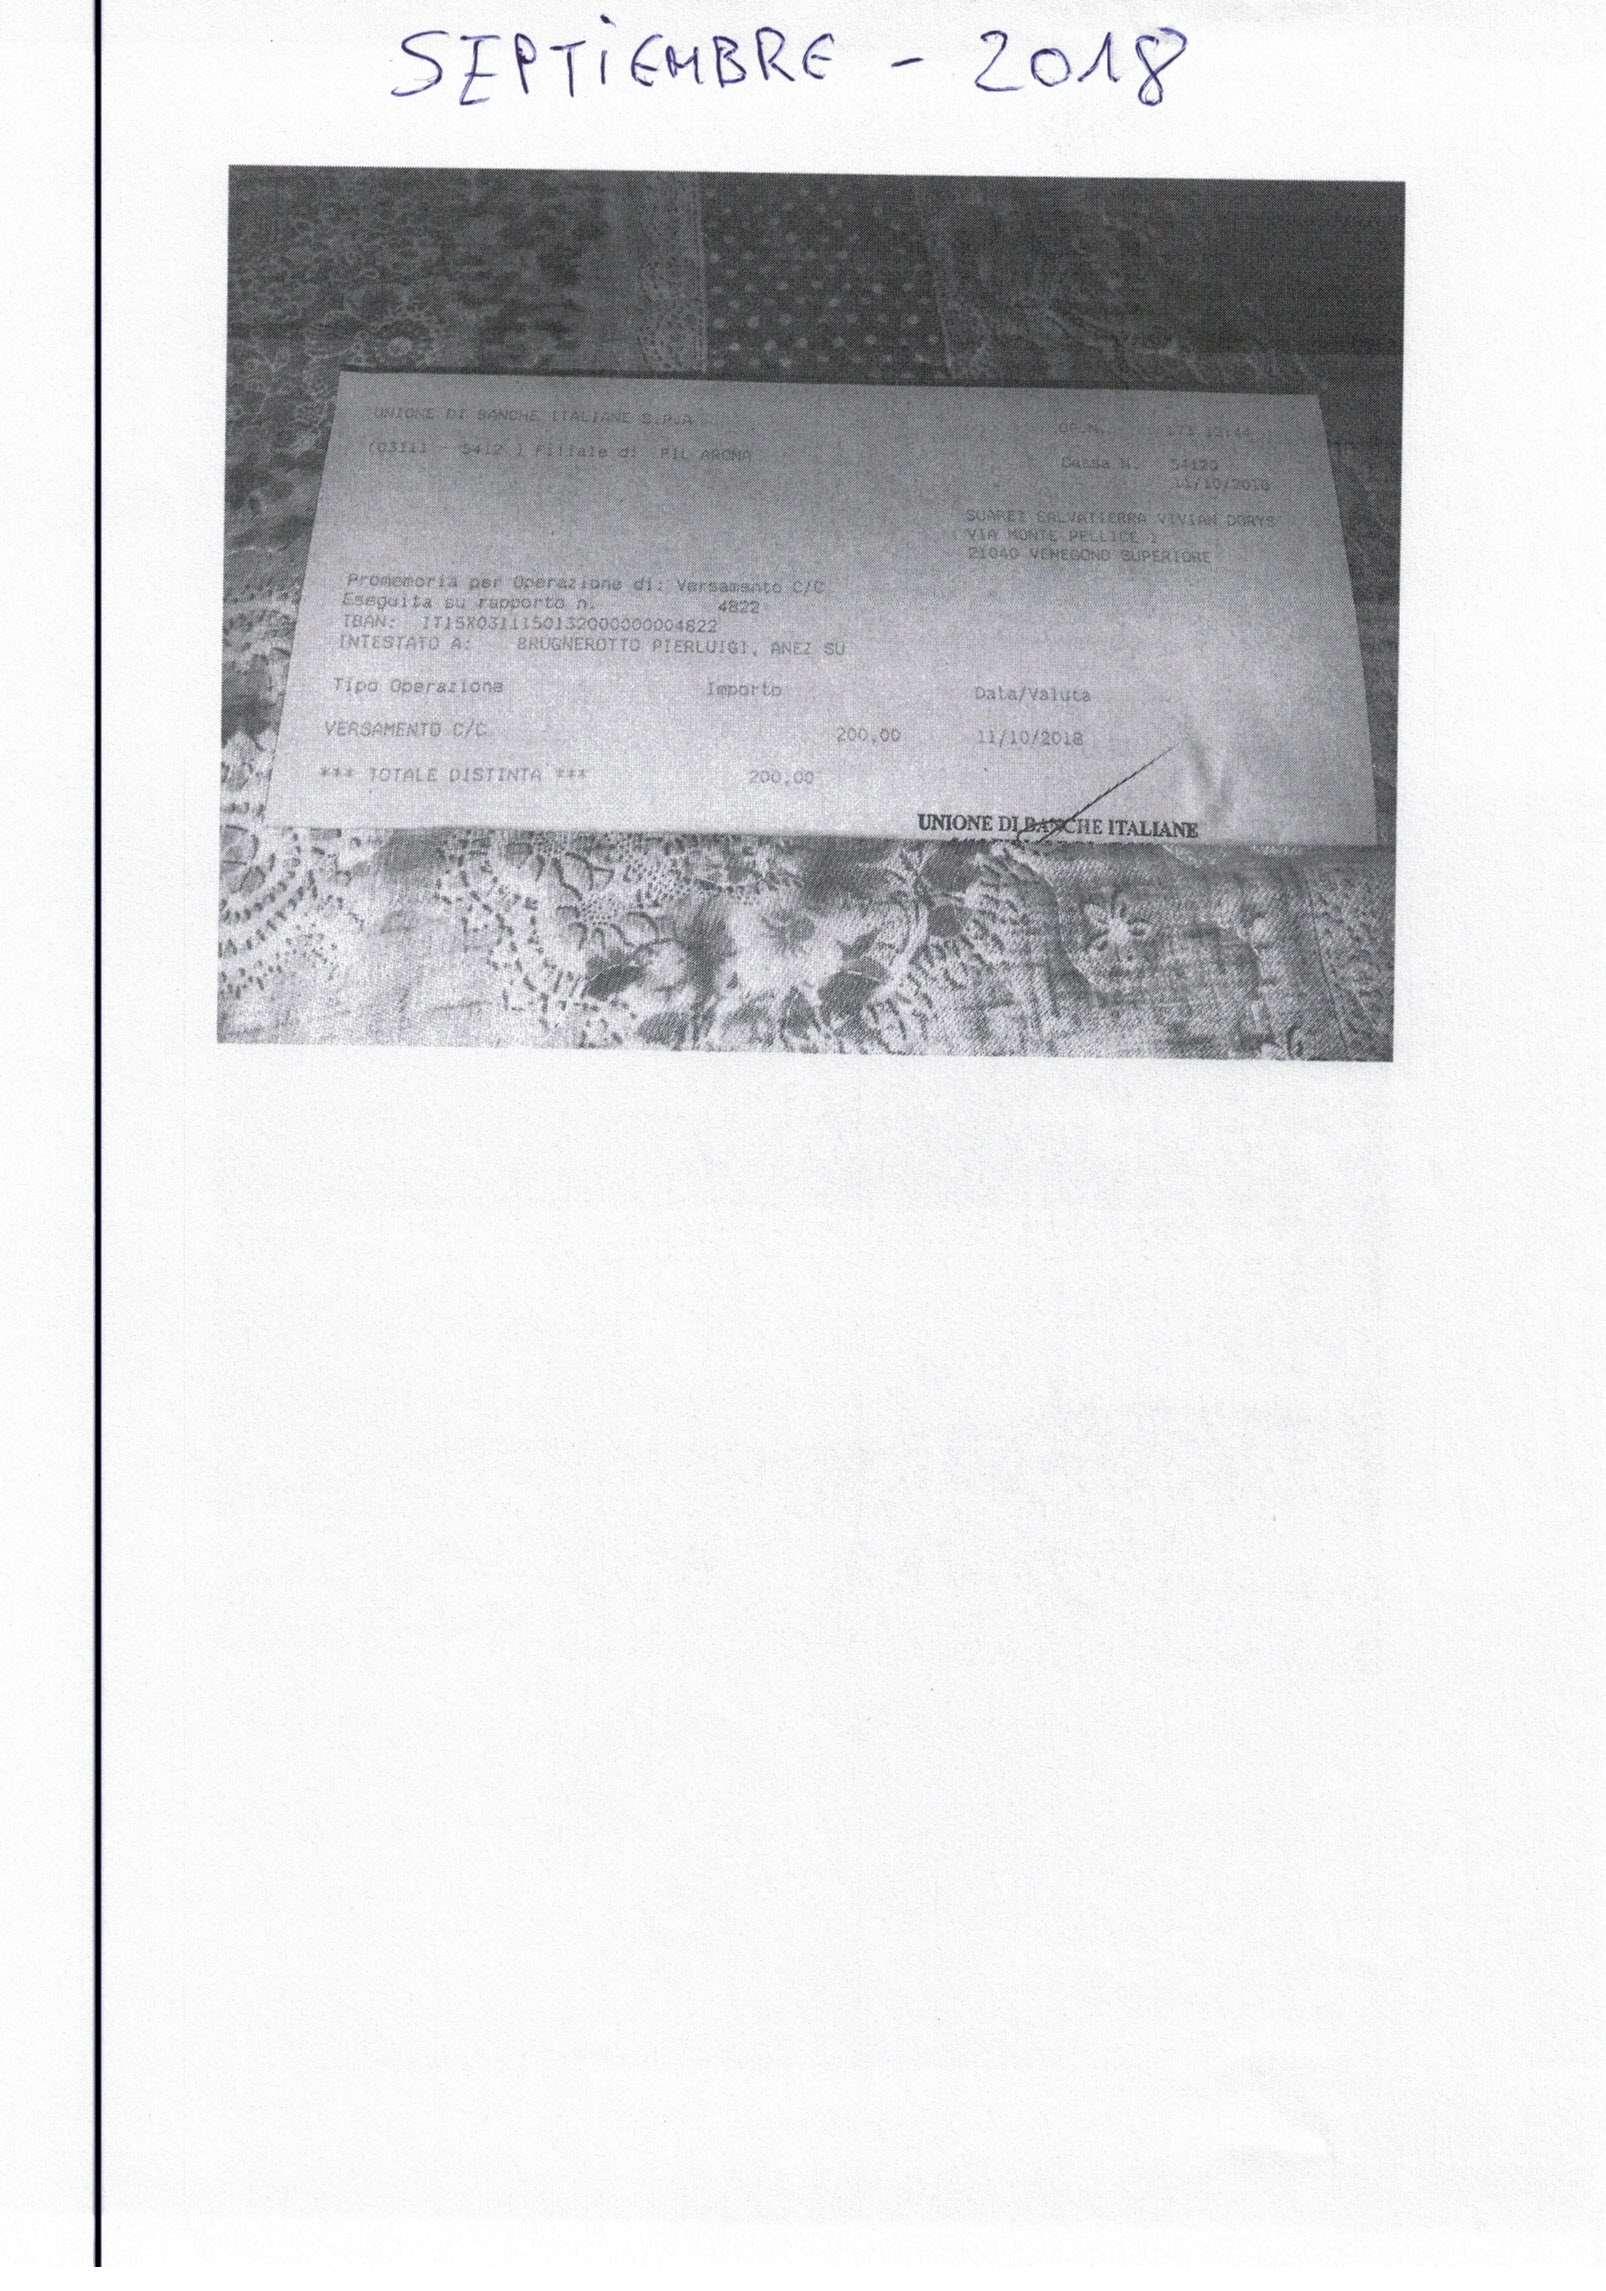 SEPTIEMBRE - 2018
UNIONE DI BANCHE ITALIANE S.P.A
OP.N. 173 12:44
(03111 - 5412 ) Filiale di FIL ARONA
Cassa N. 54120
11/10/2018
SUAREZ SALVATIERRA VIVIAN DORYS
VIA MONTE PELLICE 1
21040 VENEGONO SUPERIORE
Promemoria per Operazione di: Versamento C/C
Eseguita su rapporto n. 4822
IBAN: IT15X0311150132000000004822
INTESTATO A: BRUGNEROTTO PIERLUIGI, ANEZ SU
Tipo Operazione Importo Data/Valuta
VERSAMENTO C/C 200,00 11/10/2018
*** TOTALE DISTINTA *** 200,00
UNIONE DI BANCHE ITALIANE